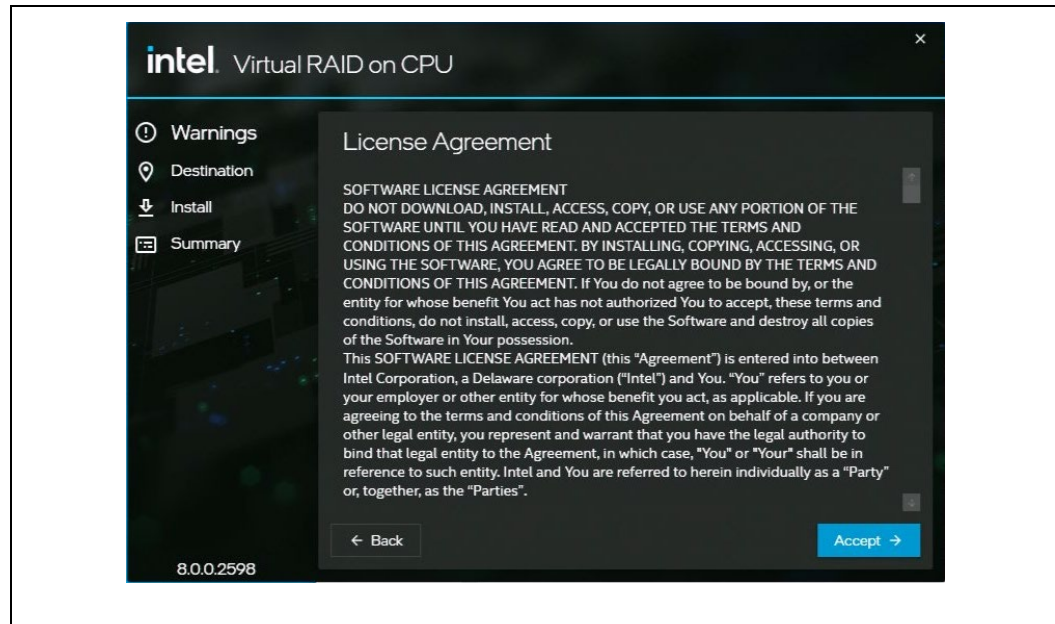 intel. Virtual RAID on CPU
Warnings
Destination
Install
Summary
License Agreement
SOFTWARE LICENSE AGREEMENT
DO NOT DOWNLOAD, INSTALL, ACCESS, COPY, OR USE ANY PORTION OF THE
SOFTWARE UNTIL YOU HAVE READ AND ACCEPTED THE TERMS AND
CONDITIONS OF THIS AGREEMENT. BY INSTALLING, COPYING, ACCESSING, OR
USING THE SOFTWARE, YOU AGREE TO BE LEGALLY BOUND BY THE TERMS AND
CONDITIONS OF THIS AGREEMENT. If You do not agree to be bound by, or the
entity for whose benefit You act has not authorized You to accept, these terms and
conditions, do not install, access, copy, or use the Software and destroy all copies
of the Software in Your possession.
This SOFTWARE LICENSE AGREEMENT (this “Agreement”) is entered into between
Intel Corporation, a Delaware corporation (“Intel”) and You. “You” refers to you or
your employer or other entity for whose benefit you act, as applicable. If you are
agreeing to the terms and conditions of this Agreement on behalf of a company or
other legal entity, you represent and warrant that you have the legal authority to
bind that legal entity to the Agreement, in which case, "You" or "Your" shall be in
reference to such entity. Intel and You are referred to herein individually as a “Party”
or, together, as the “Parties”.
← Back
Accept →
8.0.0.2598